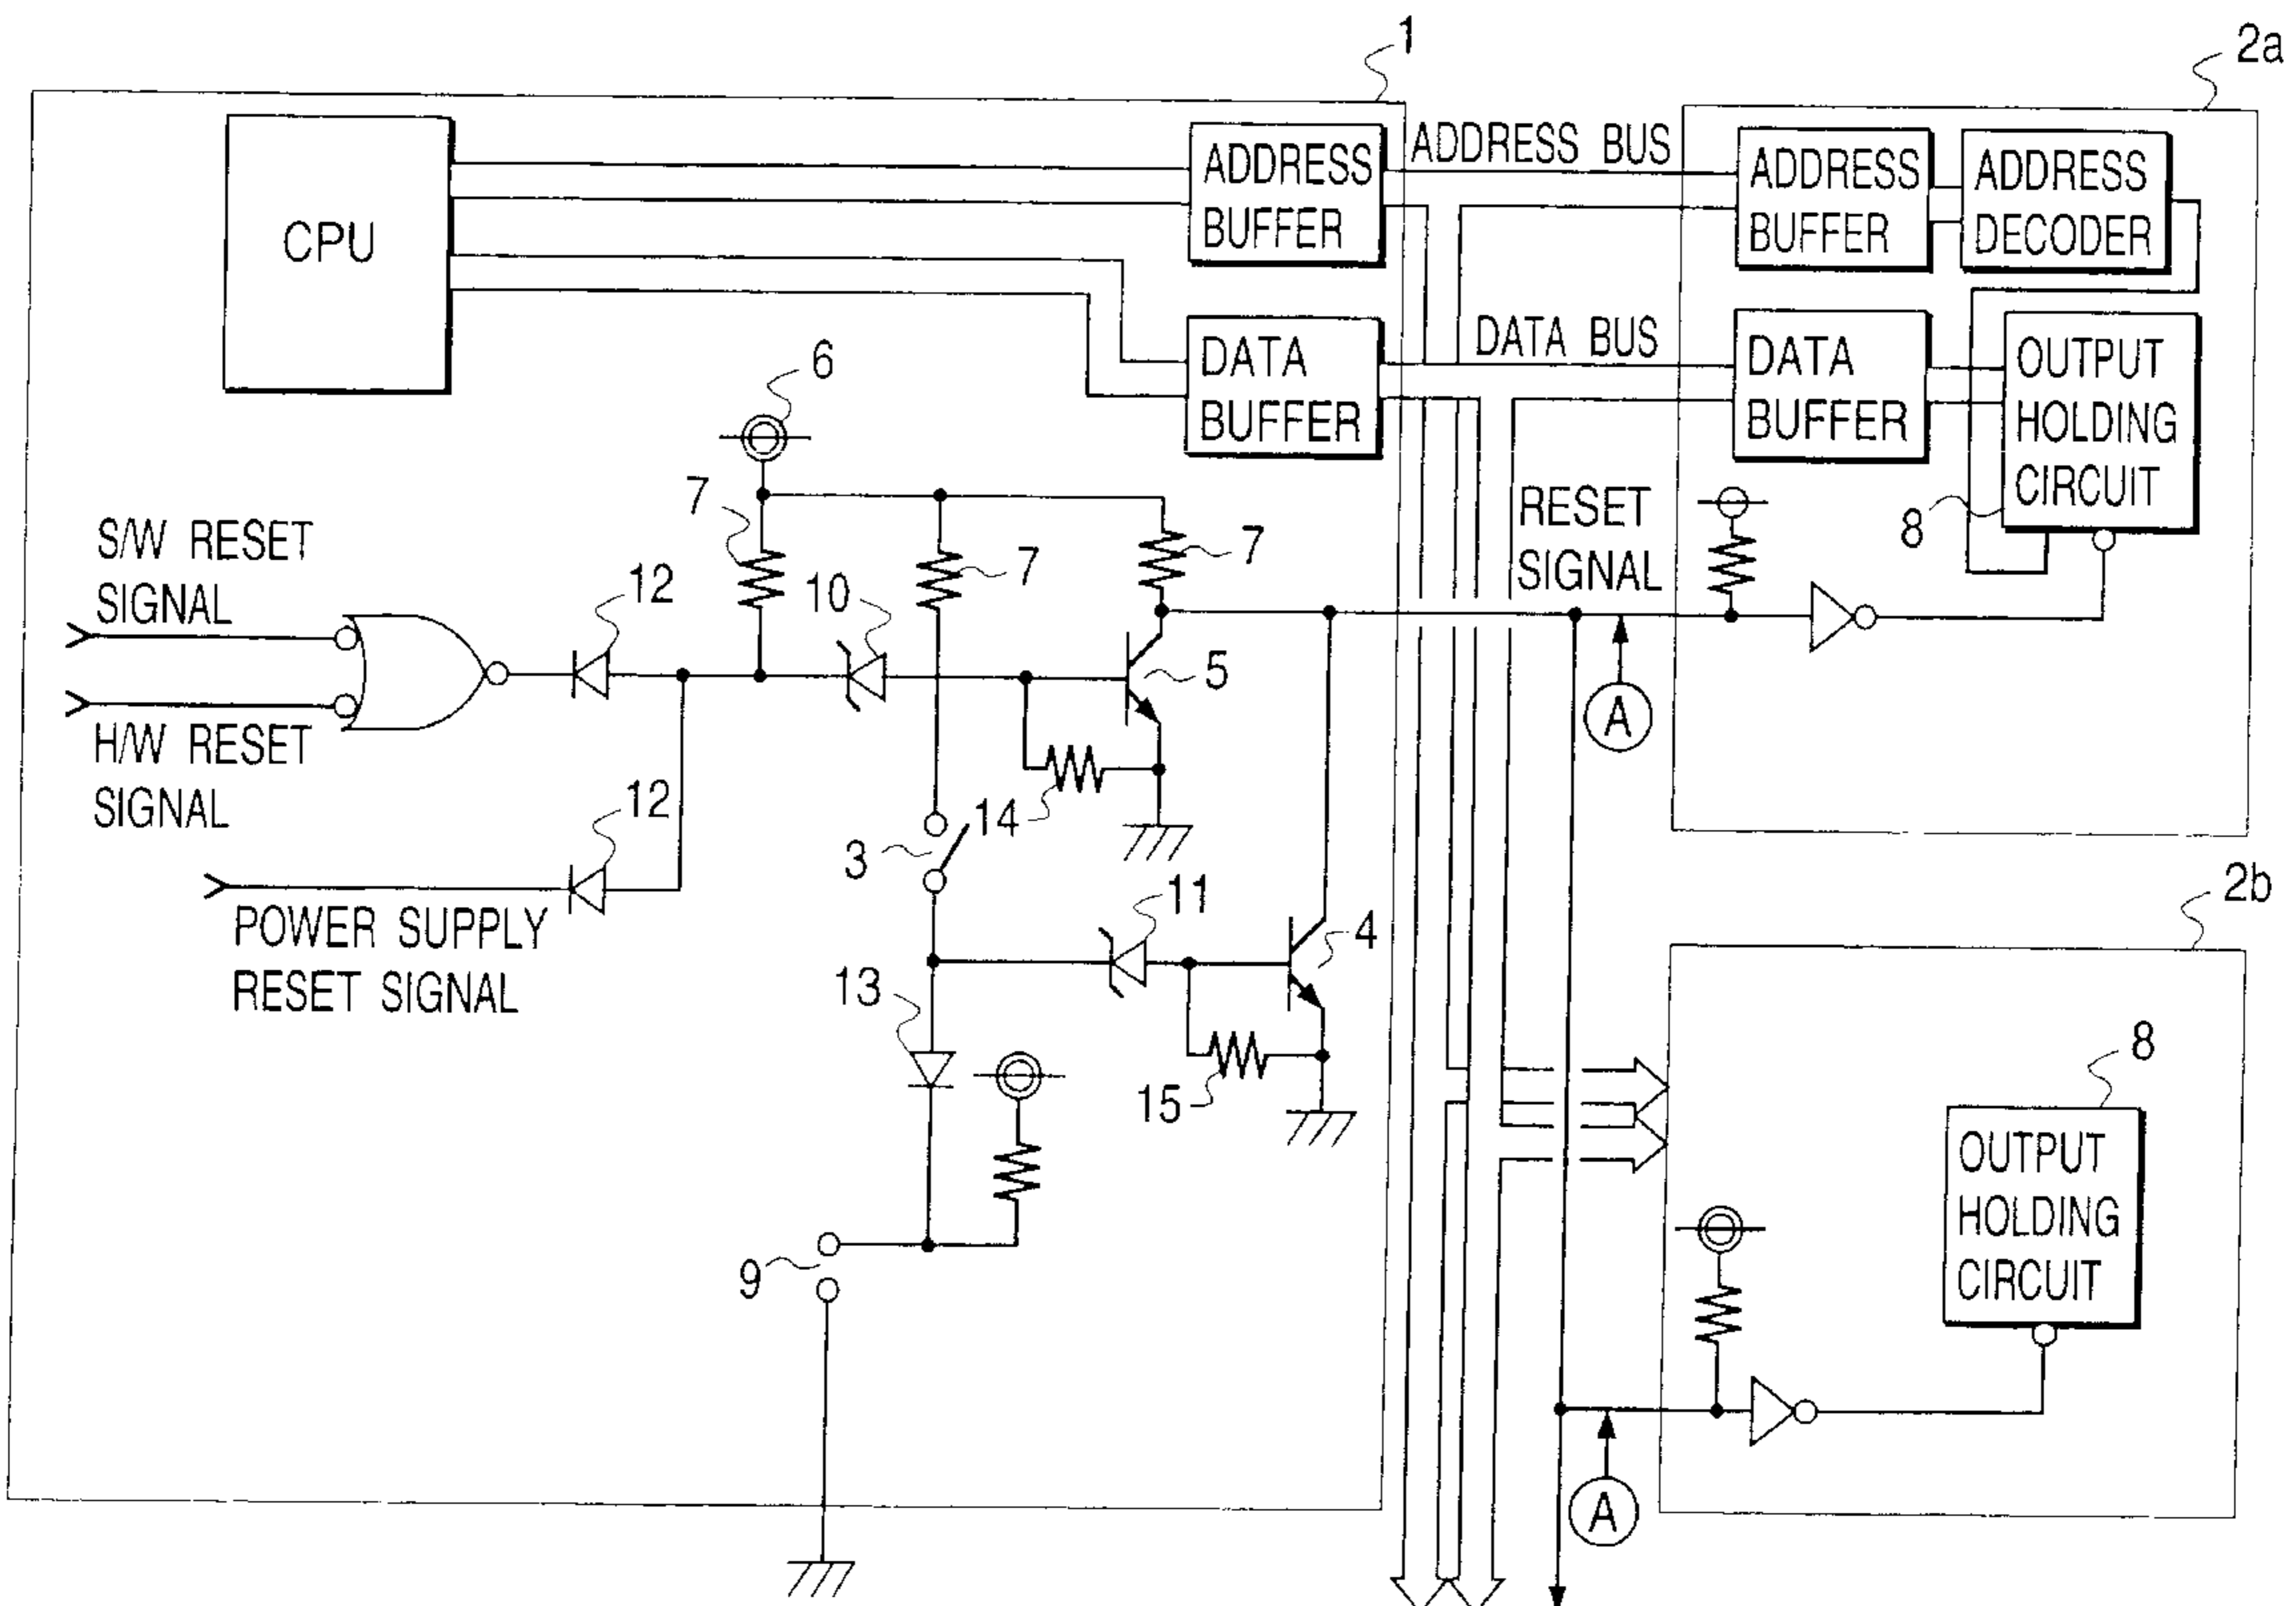 1
2a
CPU
ADDRESS
BUFFER
ADDRESS BUS
ADDRESS
BUFFER
ADDRESS
DECODER
DATA
BUFFER
DATA BUS
DATA
BUFFER
OUTPUT
HOLDING
CIRCUIT
8
6
7
7
7
S/W RESET
SIGNAL
H/W RESET
SIGNAL
12
10
5
RESET
SIGNAL
A
12
14
3
POWER SUPPLY
RESET SIGNAL
11
4
13
15
9
2b
8
OUTPUT
HOLDING
CIRCUIT
A